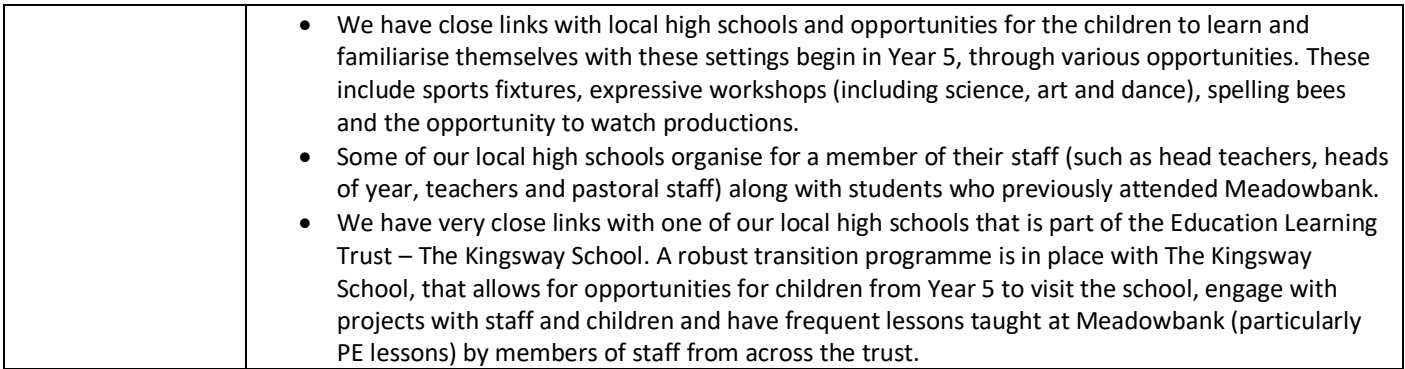 • We have close links with local high schools and opportunities for the children to learn and
familiarise themselves with these settings begin in Year 5, through various opportunities. These
include sports fixtures, expressive workshops (including science, art and dance), spelling bees
and the opportunity to watch productions.
• Some of our local high schools organise for a member of their staff (such as head teachers, heads
of year, teachers and pastoral staff) along with students who previously attended Meadowbank.
• We have very close links with one of our local high schools that is part of the Education Learning
Trust – The Kingsway School. A robust transition programme is in place with The Kingsway
School, that allows for opportunities for children from Year 5 to visit the school, engage with
projects with staff and children and have frequent lessons taught at Meadowbank (particularly
PE lessons) by members of staff from across the trust.